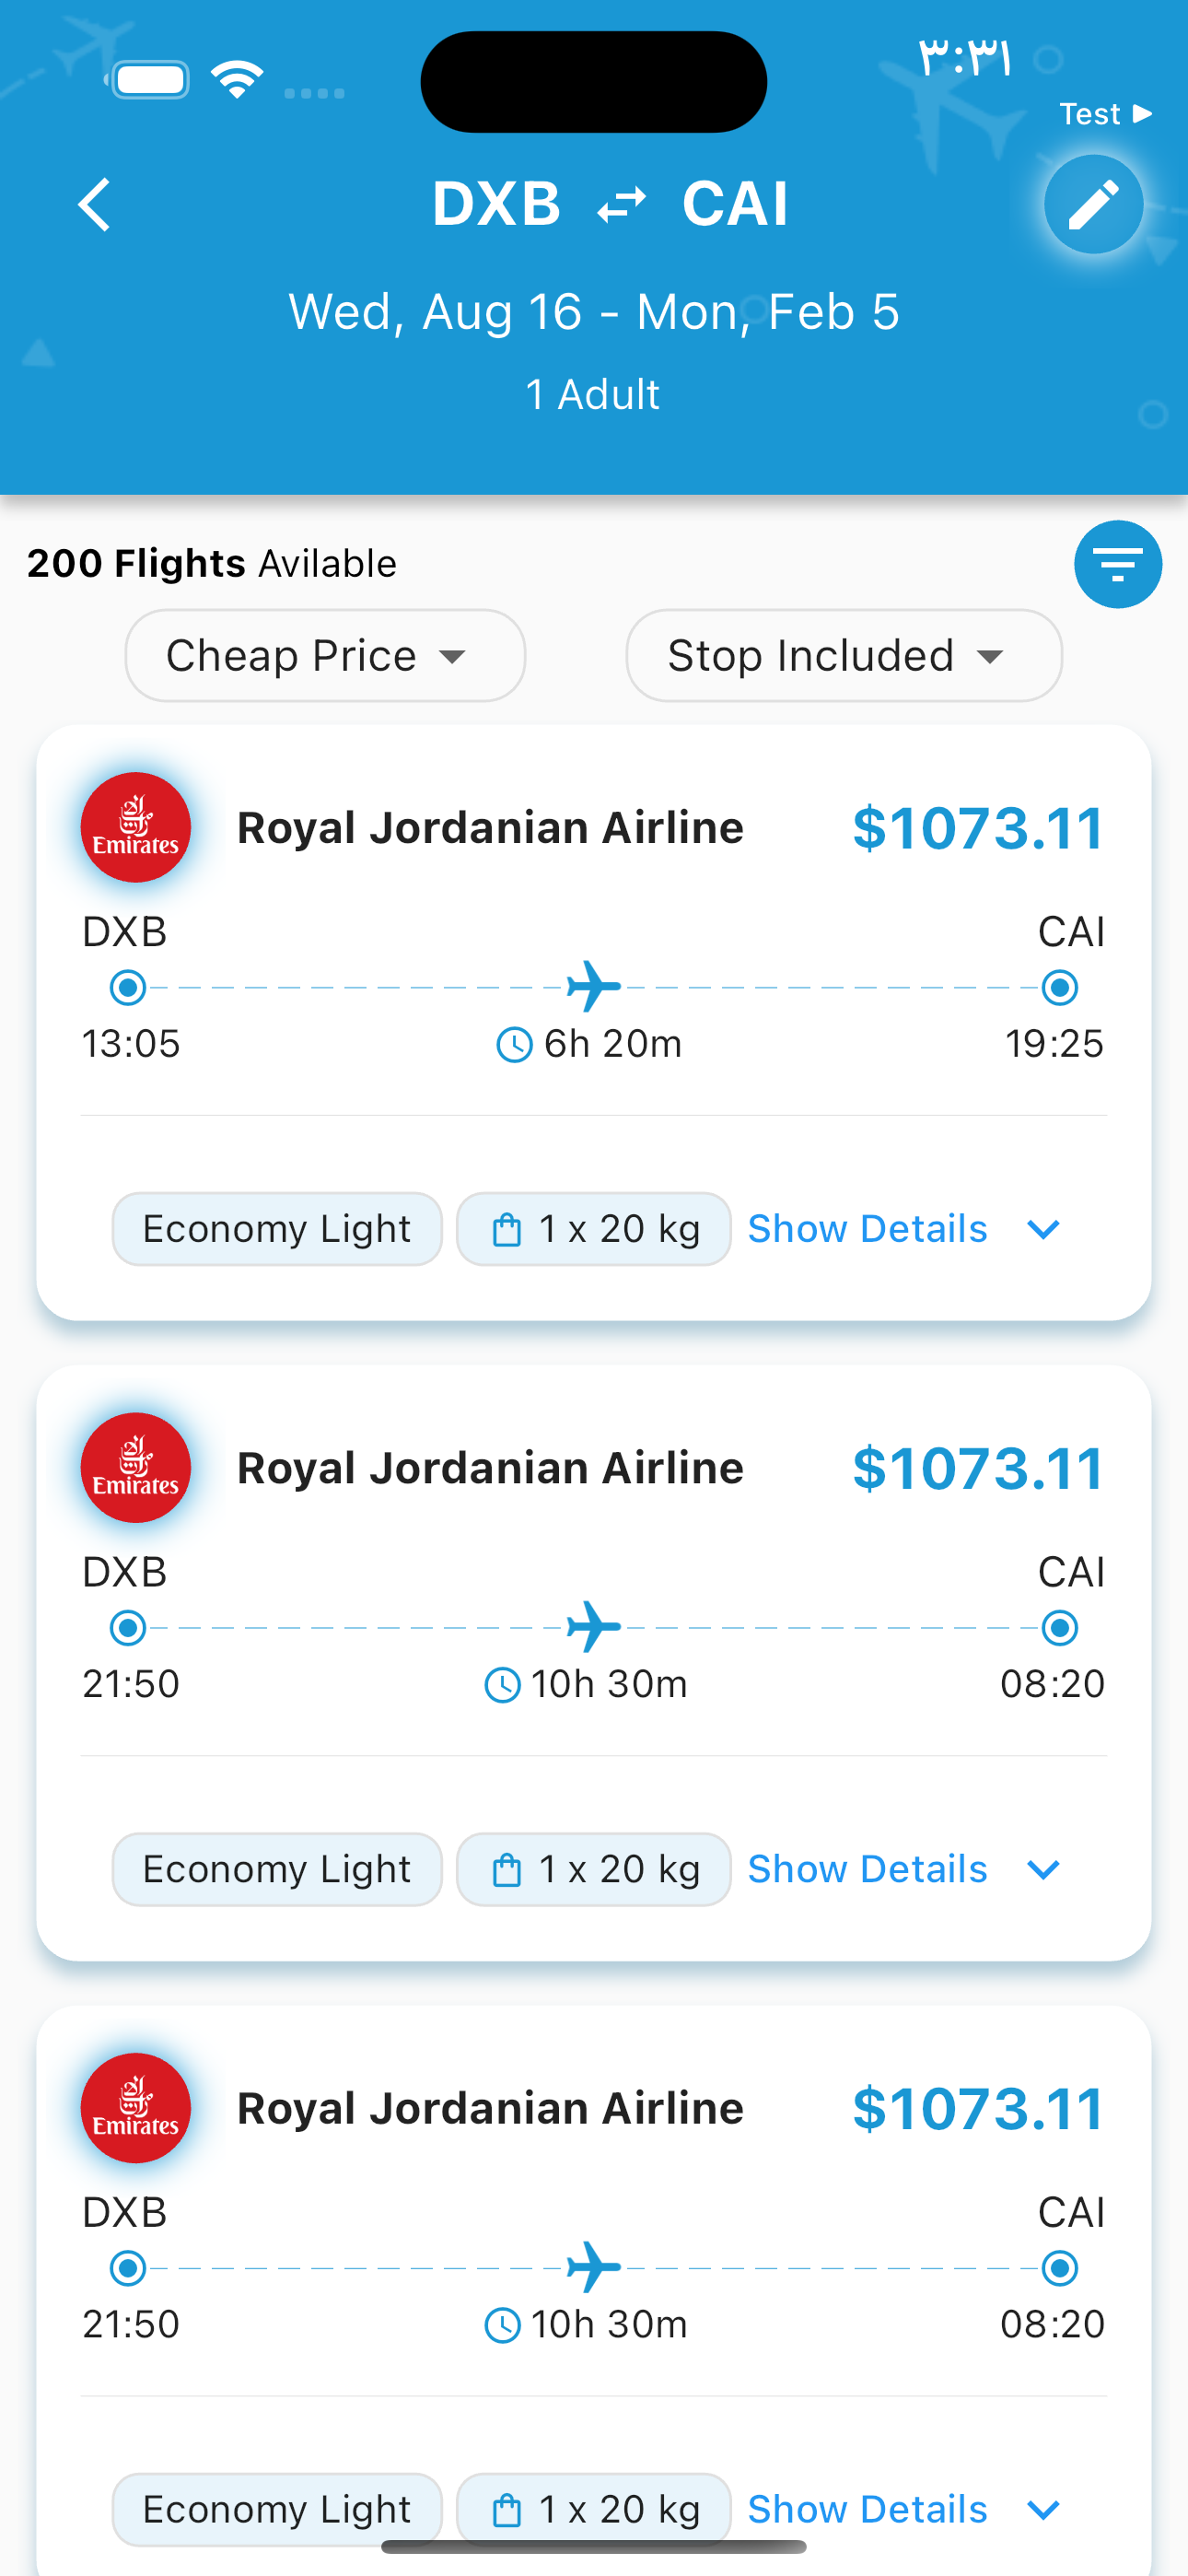 ٣:٣١
Test ▶
DXB ⇄ CAI
Wed, Aug 16 - Mon, Feb 5
1 Adult
200 Flights Avilable
Cheap Price
Stop Included
Emirates
Royal Jordanian Airline
$1073.11
DXB
CAI
13:05
6h 20m
19:25
Economy Light
1 x 20 kg
Show Details
Emirates
Royal Jordanian Airline
$1073.11
DXB
CAI
21:50
10h 30m
08:20
Economy Light
1 x 20 kg
Show Details
Emirates
Royal Jordanian Airline
$1073.11
DXB
CAI
21:50
10h 30m
08:20
Economy Light
1 x 20 kg
Show Details